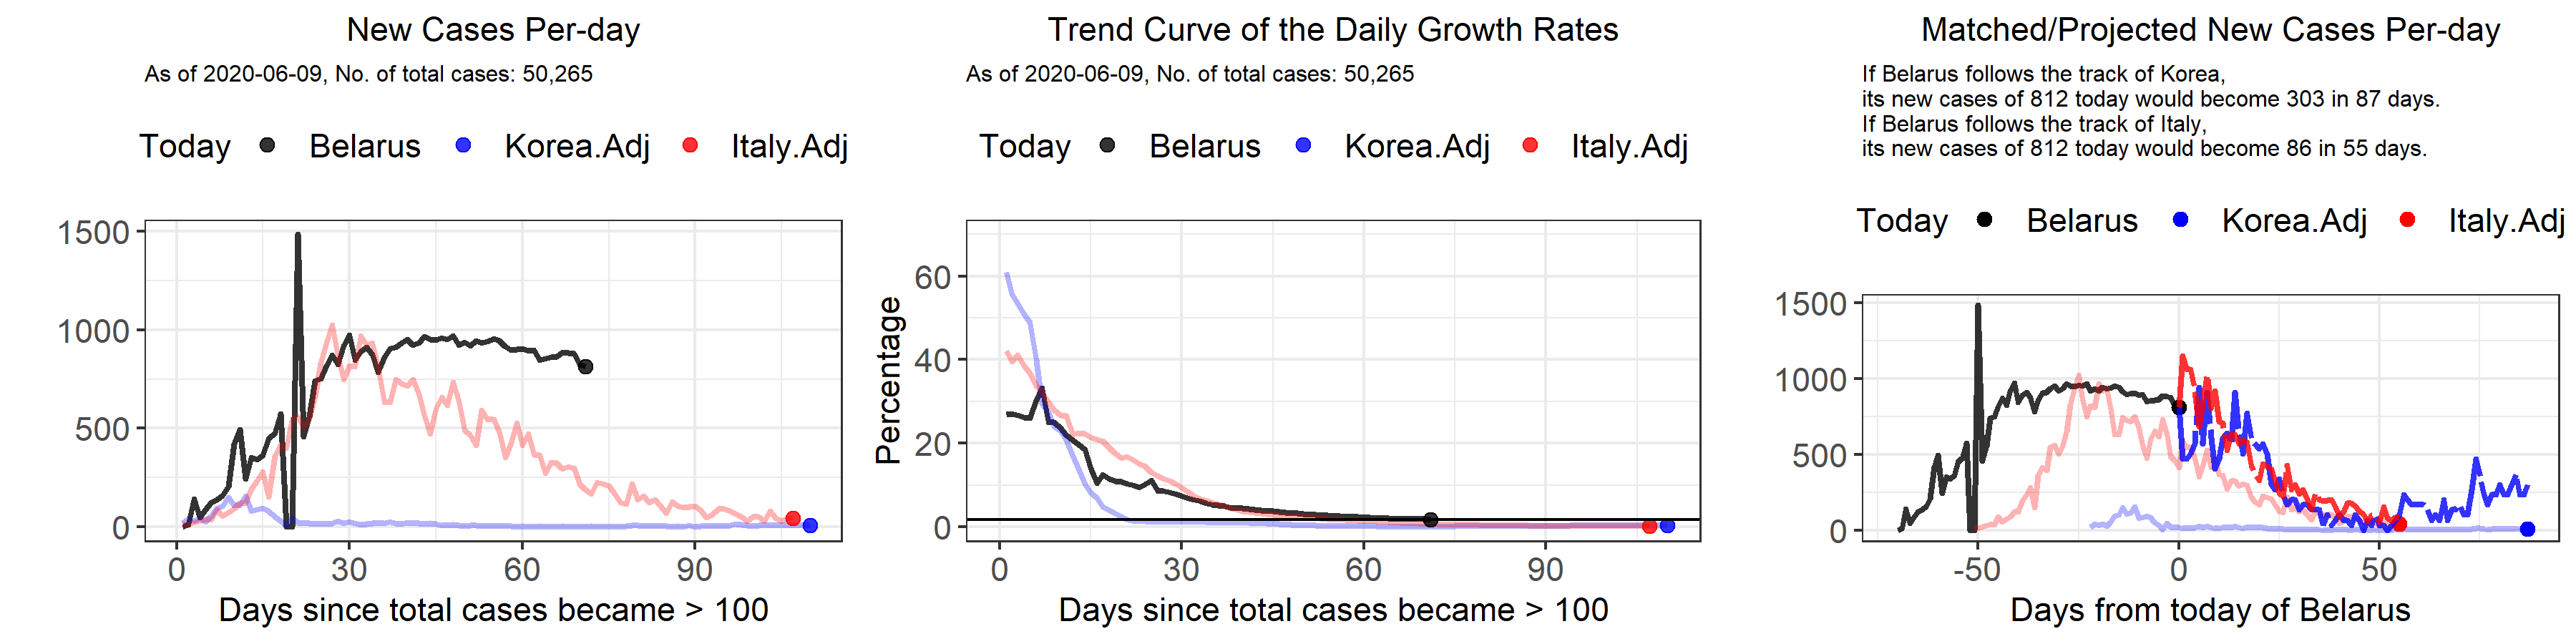 New Cases Per-day
As of 2020-06-09, No. of total cases: 50,265
Today Belarus Korea.Adj Italy.Adj
1500
1000
500
0
0 30 60 90
Days since total cases became > 100
Trend Curve of the Daily Growth Rates
As of 2020-06-09, No. of total cases: 50,265
Today Belarus Korea.Adj Italy.Adj
Percentage
60
40
20
0
0 30 60 90
Days since total cases became > 100
Matched/Projected New Cases Per-day
If Belarus follows the track of Korea,
its new cases of 812 today would become 303 in 87 days.
If Belarus follows the track of Italy,
its new cases of 812 today would become 86 in 55 days.
Today Belarus Korea.Adj Italy.Adj
1500
1000
500
0
-50 0 50
Days from today of Belarus